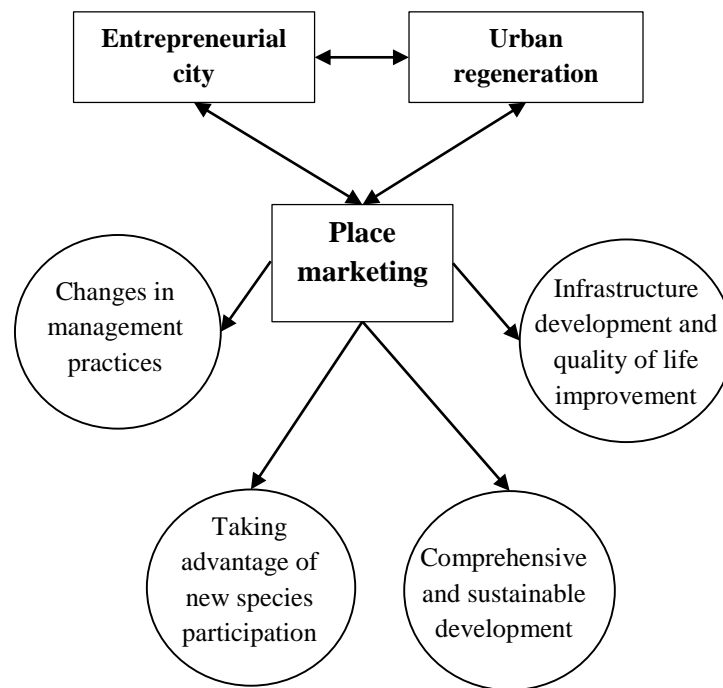 Entrepreneurial
city
Urban
regeneration
Place
marketing
Changes in
management
practices
Infrastructure
development and
quality of life
improvement
Taking
advantage of
new species
participation
Comprehensive
and sustainable
development